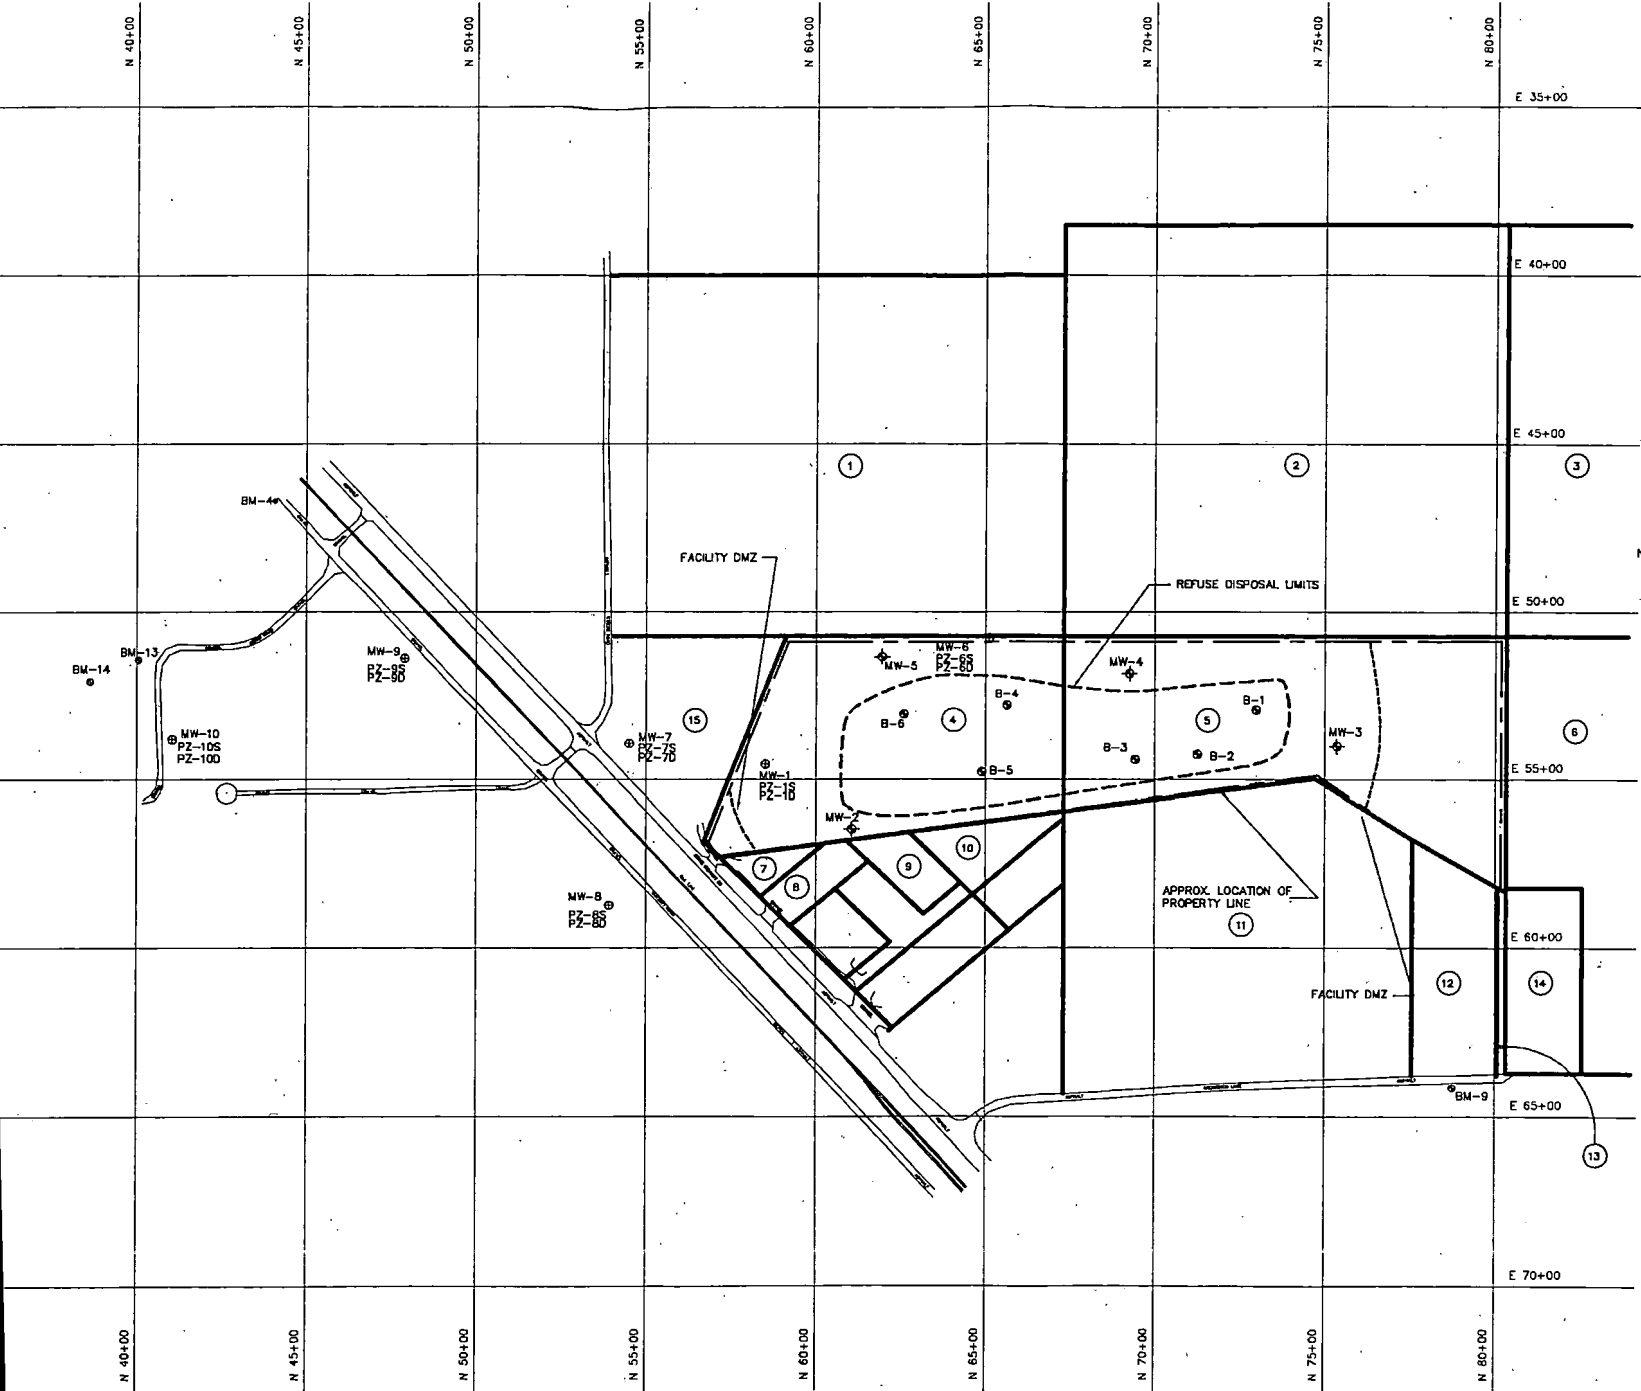 N 40+00
N 45+00
N 50+00
N 55+00
N 60+00
N 65+00
N 70+00
N 75+00
N 80+00
E 35+00
E 40+00
E 45+00
1
2
3
BM-4
FACILITY DMZ
REFUSE DISPOSAL LIMITS
E 50+00
BM-13
BM-14
MW-9
PZ-9S
PZ-9D
MW-5
MW-6
PZ-6S
PZ-6D
MW-4
B-4
B-1
B-6
4
5
15
6
MW-10
PZ-10S
PZ-10D
MW-7
PZ-7S
PZ-7D
MW-3
B-3
B-2
B-5
MW-1
PZ-1S
PZ-1D
E 55+00
MW-2
10
9
7
8
MW-8
PZ-8S
PZ-8D
APPROX. LOCATION OF
PROPERTY LINE
11
E 60+00
12
14
FACILITY DMZ
BM-9
E 65+00
13
E 70+00
N 40+00
N 45+00
N 50+00
N 55+00
N 60+00
N 65+00
N 70+00
N 75+00
N 80+00